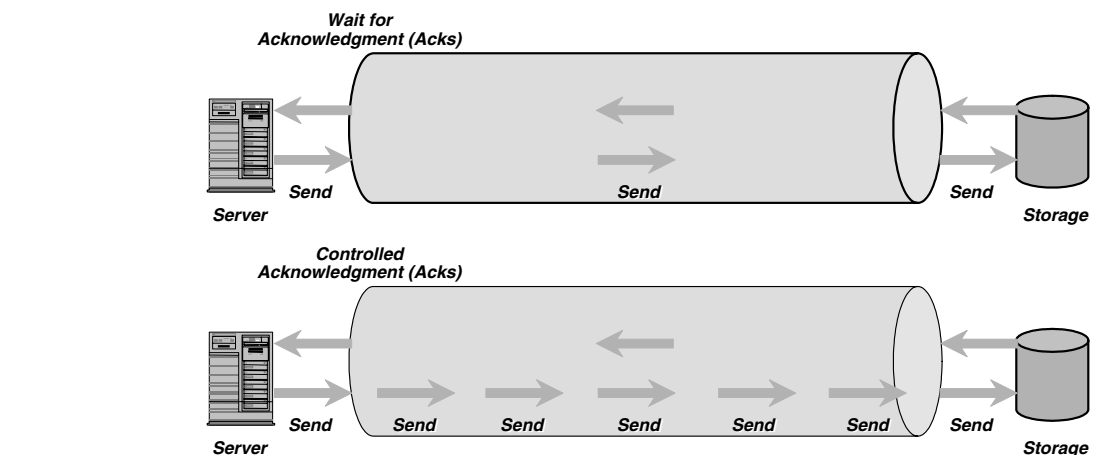 Wait for
Acknowledgment (Acks)
Send
Send
Send
Server
Storage
Controlled
Acknowledgment (Acks)
Send
Send
Send
Send
Send
Send
Send
Server
Storage